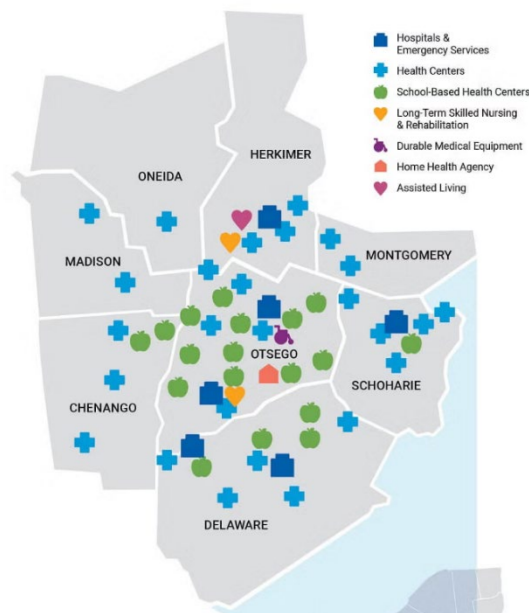 Hospitals &
Emergency Services
Health Centers
School-Based Health Centers
Long-Term Skilled Nursing
& Rehabilitation
Durable Medical Equipment
Home Health Agency
Assisted Living
HERKIMER
ONEIDA
MADISON
MONTGOMERY
OTSEGO
SCHOHARIE
CHENANGO
DELAWARE